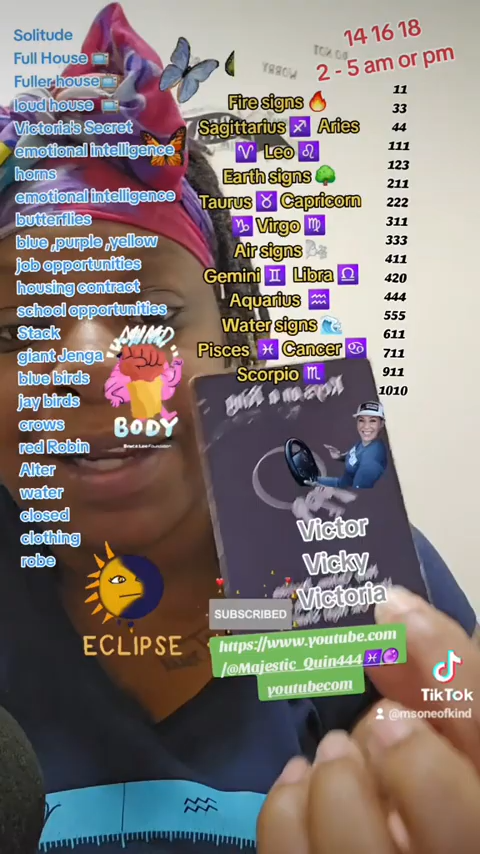 Solitude
Full House 📺
Fuller house📺
loud house 📺
Victoria's Secret
emotional intelligence
horns
emotional intelligence
butterflies
blue ,purple ,yellow
job opportunities
housing contract
school opportunities
Stack
giant Jenga
blue birds
jay birds
crows
red Robin
Alter
water
closed
clothing
robe
14 16 18
2 - 5 am or pm
Fire signs 🔥
Sagittarius ♐ Aries
♈ Leo ♌
Earth signs 🌳
Taurus ♉ Capricorn
♑ Virgo ♍
Air signs 🌬
Gemini ♊ Libra ♎
Aquarius ♒
Water signs 🌊
Pisces ♓ Cancer ♋
Scorpio ♏
11
33
44
111
123
211
222
311
333
411
420
444
555
611
711
911
1010
BODY
Victor
Vicky
Victoria
ECLIPSE
SUBSCRIBED
https://www.youtube.com
/@Majestic_Quin444♓🔮
youtubecom
TikTok
@msoneofkind